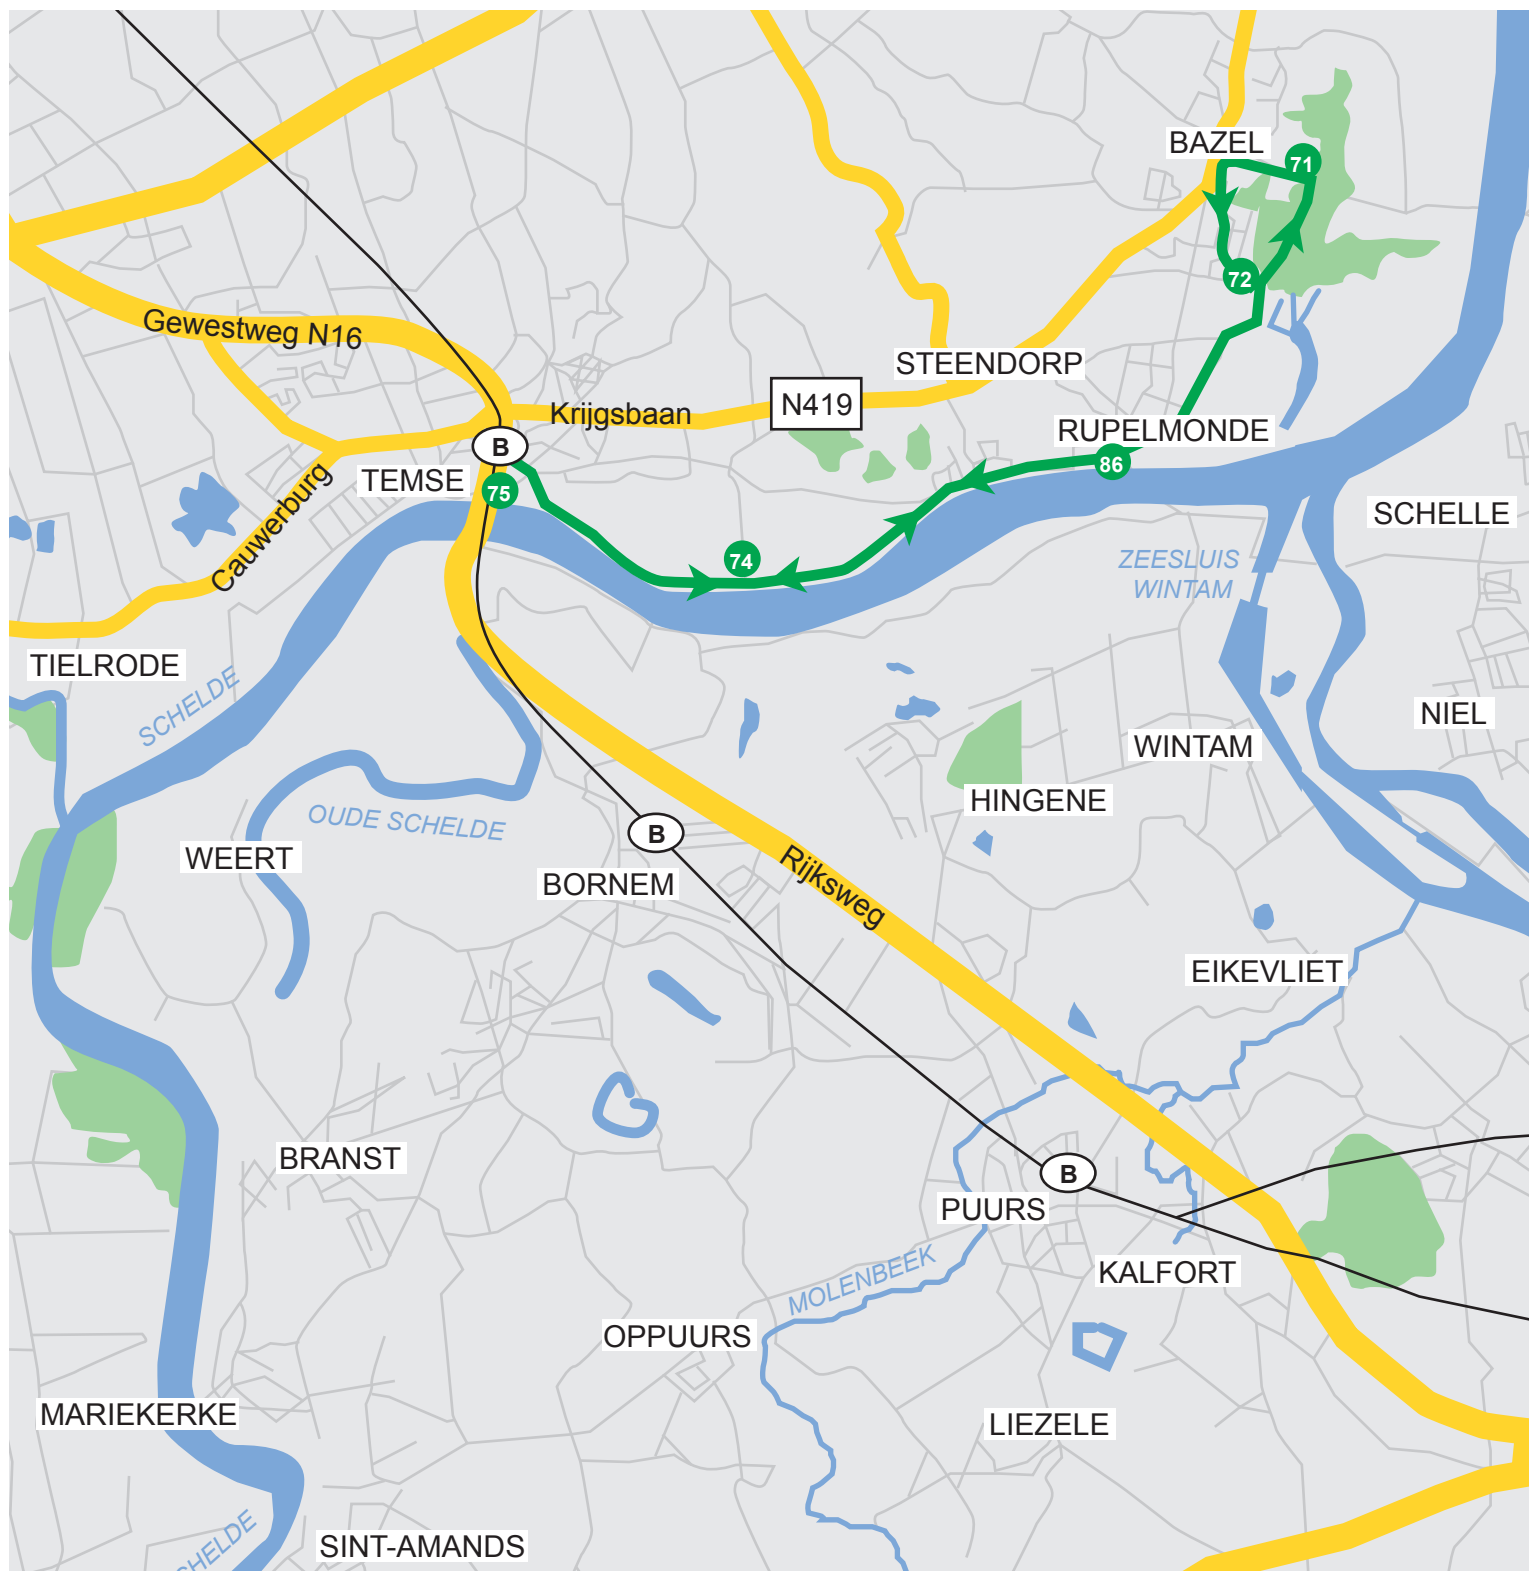 BAZEL
71
72
Gewestweg N16
STEENDORP
Krijgsbaan
N419
RUPELMONDE
B
86
TEMSE
75
Cauwerburg
SCHELLE
74
ZEESLUIS
WINTAM
TIELRODE
SCHELDE
NIEL
WINTAM
HINGENE
OUDE SCHELDE
B
WEERT
BORNEM
Rijksweg
EIKEVLIET
BRANST
B
PUURS
KALFORT
MOLENBEEK
OPPUURS
MARIEKERKE
LIEZELE
SINT-AMANDS
HELDE